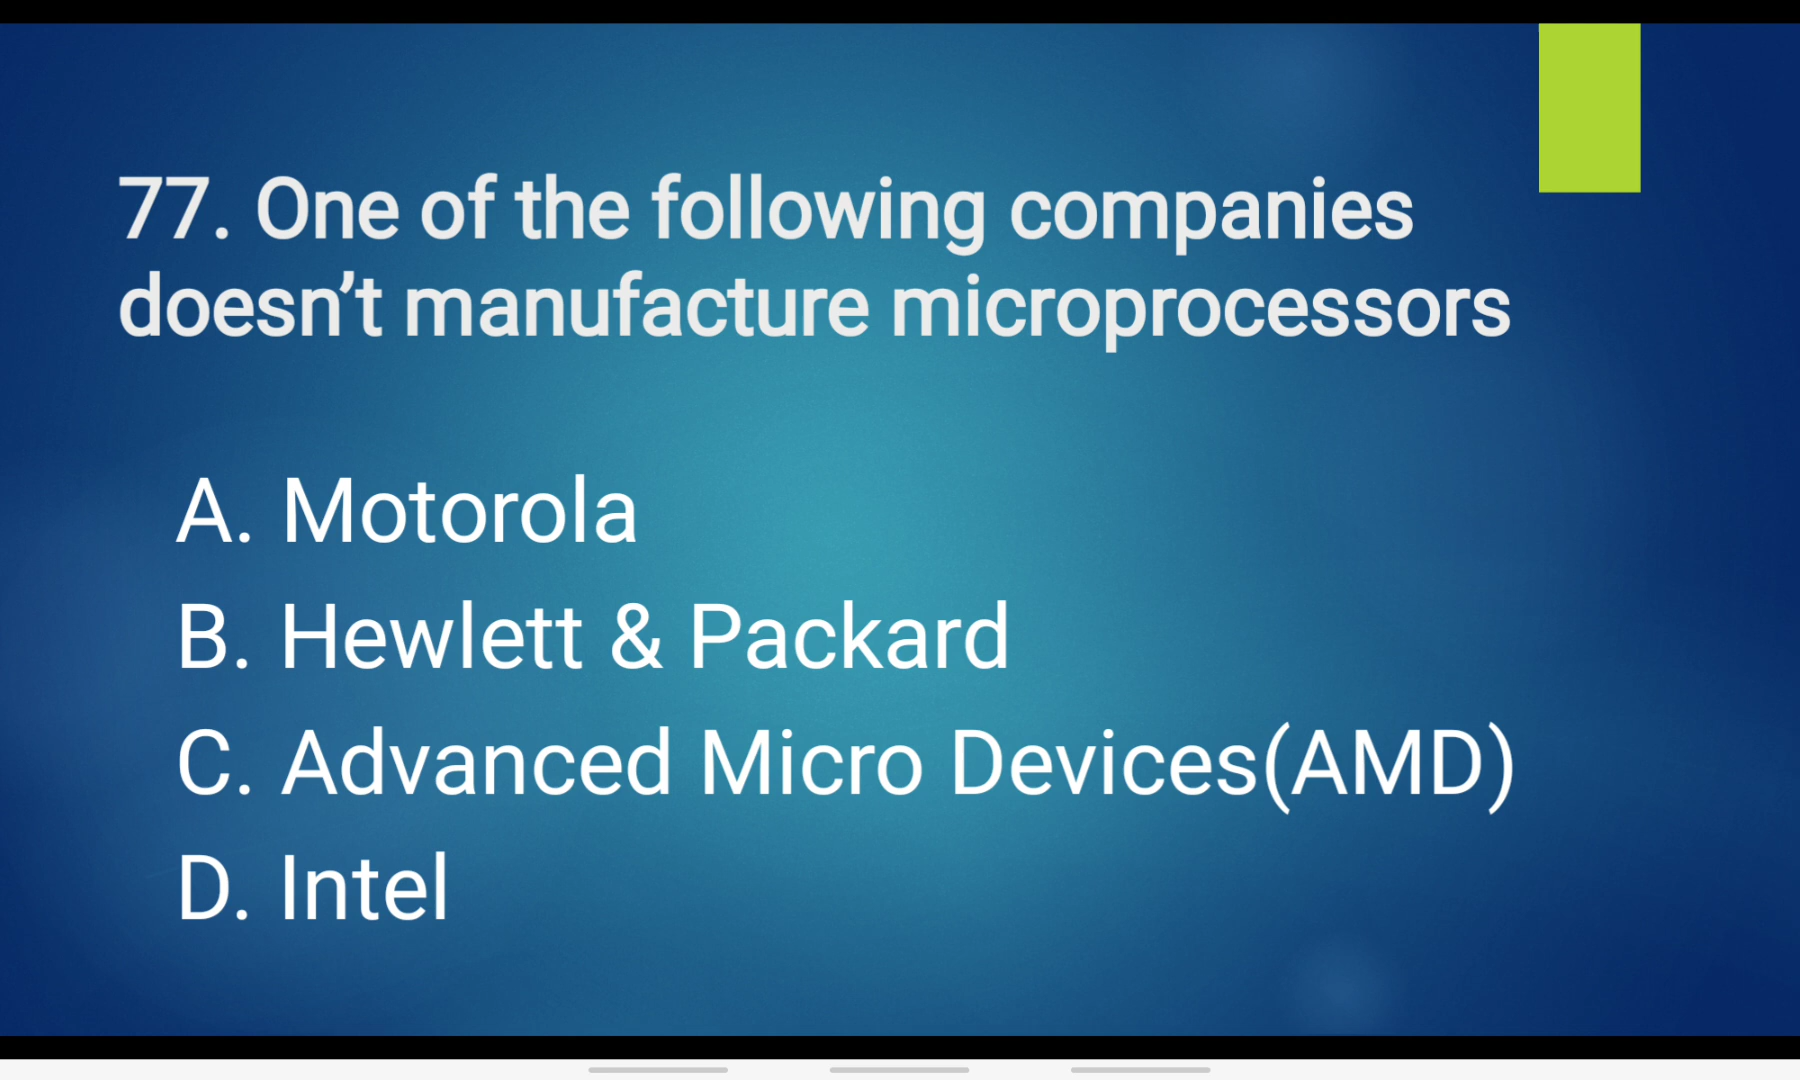 77. One of the following companies
doesn’t manufacture microprocessors
A. Motorola
B. Hewlett & Packard
C. Advanced Micro Devices(AMD)
D. Intel